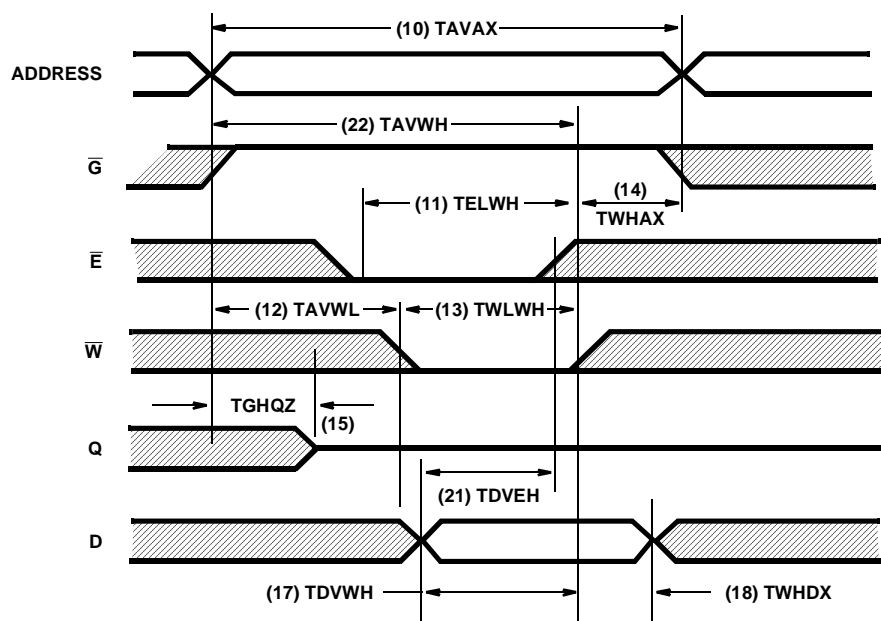 (10) TAVAX
ADDRESS
(22) TAVWH
G̅
(11) TELWH
(14)
TWHAX
E̅
(12) TAVWL
(13) TWLWH
W̅
TGHQZ
(15)
Q
(21) TDVEH
D
(17) TDVWH
(18) TWHDX